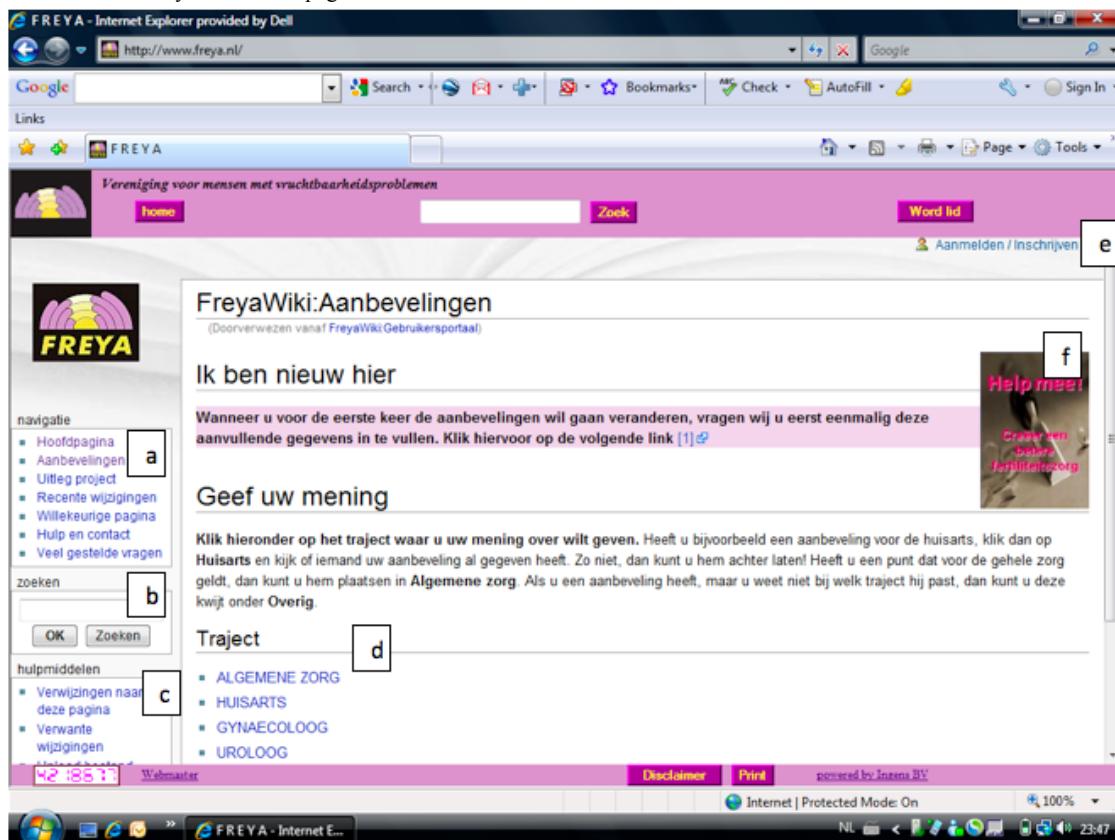 F R E Y A - Internet Explorer provided by Dell
http://www.freya.nl/
Google
Google
Search
Bookmarks
Check
AutoFill
Sign In
Links
F R E Y A
Page
Tools
Vereniging voor mensen met vruchtbaarheidsproblemen
home
Zoek
Word lid
Aanmelden / Inschrijven
e
FREYA
FreyaWiki:Aanbevelingen
(Doorverwezen vanaf FreyaWiki:Gebruikersportaal)
f
Help mee!
Creëer een
betere
fertiliteitszorg
Ik ben nieuw hier
Wanneer u voor de eerste keer de aanbevelingen wil gaan veranderen, vragen wij u eerst eenmalig deze
aanvullende gegevens in te vullen. Klik hiervoor op de volgende link [1]
navigatie
Hoofdpagina
Aanbevelingen
Uitleg project
Recente wijzigingen
Willekeurige pagina
Hulp en contact
Veel gestelde vragen
a
Geef uw mening
Klik hieronder op het traject waar u uw mening over wilt geven. Heeft u bijvoorbeeld een aanbeveling voor de huisarts, klik dan op
Huisarts en kijk of iemand uw aanbeveling al gegeven heeft. Zo niet, dan kunt u hem achter laten! Heeft u een punt dat voor de gehele zorg
geldt, dan kunt u hem plaatsen in Algemene zorg. Als u een aanbeveling heeft, maar u weet niet bij welk traject hij past, dan kunt u deze
kwijt onder Overig.
zoeken
b
OK
Zoeken
Traject
d
ALGEMENE ZORG
HUISARTS
GYNAECOLOOG
UROLOOG
hulpmiddelen
Verwijzingen naar
deze pagina
Verwante
wijzigingen
c
4218677
Webmaster
Disclaimer
Print
powered by Ingena BV
Internet | Protected Mode: On
100%
F R E Y A - Internet E...
NL
23:47